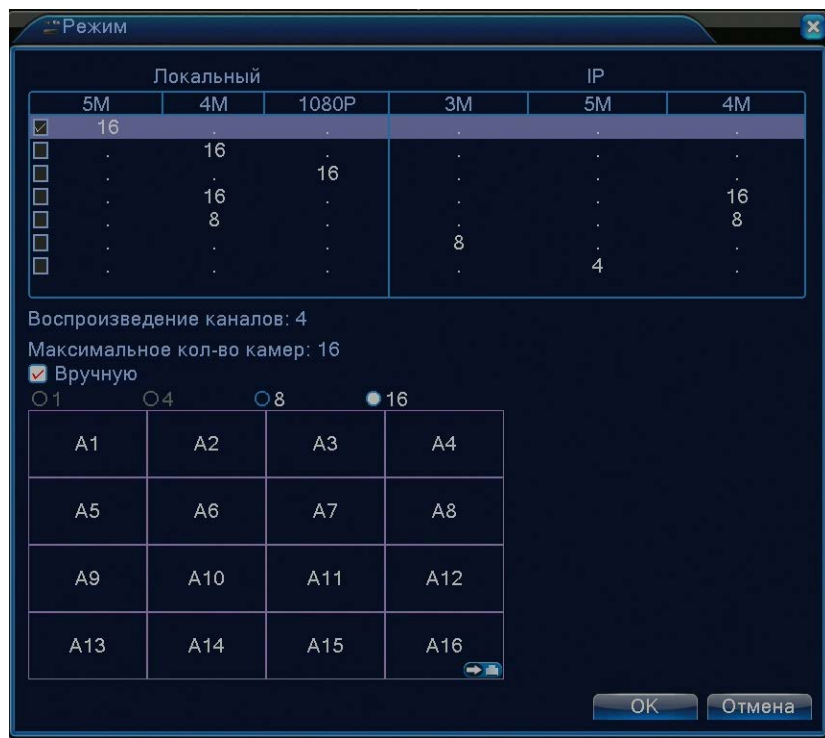 Режим
Локальный IP
5M 4M 1080P 3M 5M 4M
16 . . . . .
. 16 . . . .
. . 16 . . .
. 16 . . . 16
. 8 . . . 8
. . . 8 . .
. . . . 4 .
Воспроизведение каналов: 4
Максимальное кол-во камер: 16
Вручную
1 4 8 16
A1 A2 A3 A4
A5 A6 A7 A8
A9 A10 A11 A12
A13 A14 A15 A16
OK Отмена